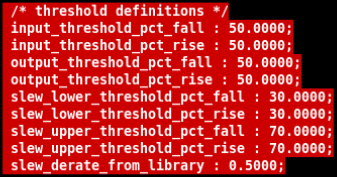 /* threshold definitions */
input_threshold_pct_fall : 50.0000;
input_threshold_pct_rise : 50.0000;
output_threshold_pct_fall : 50.0000;
output_threshold_pct_rise : 50.0000;
slew_lower_threshold_pct_fall : 30.0000;
slew_lower_threshold_pct_rise : 30.0000;
slew_upper_threshold_pct_fall : 70.0000;
slew_upper_threshold_pct_rise : 70.0000;
slew_derate_from_library : 0.5000;